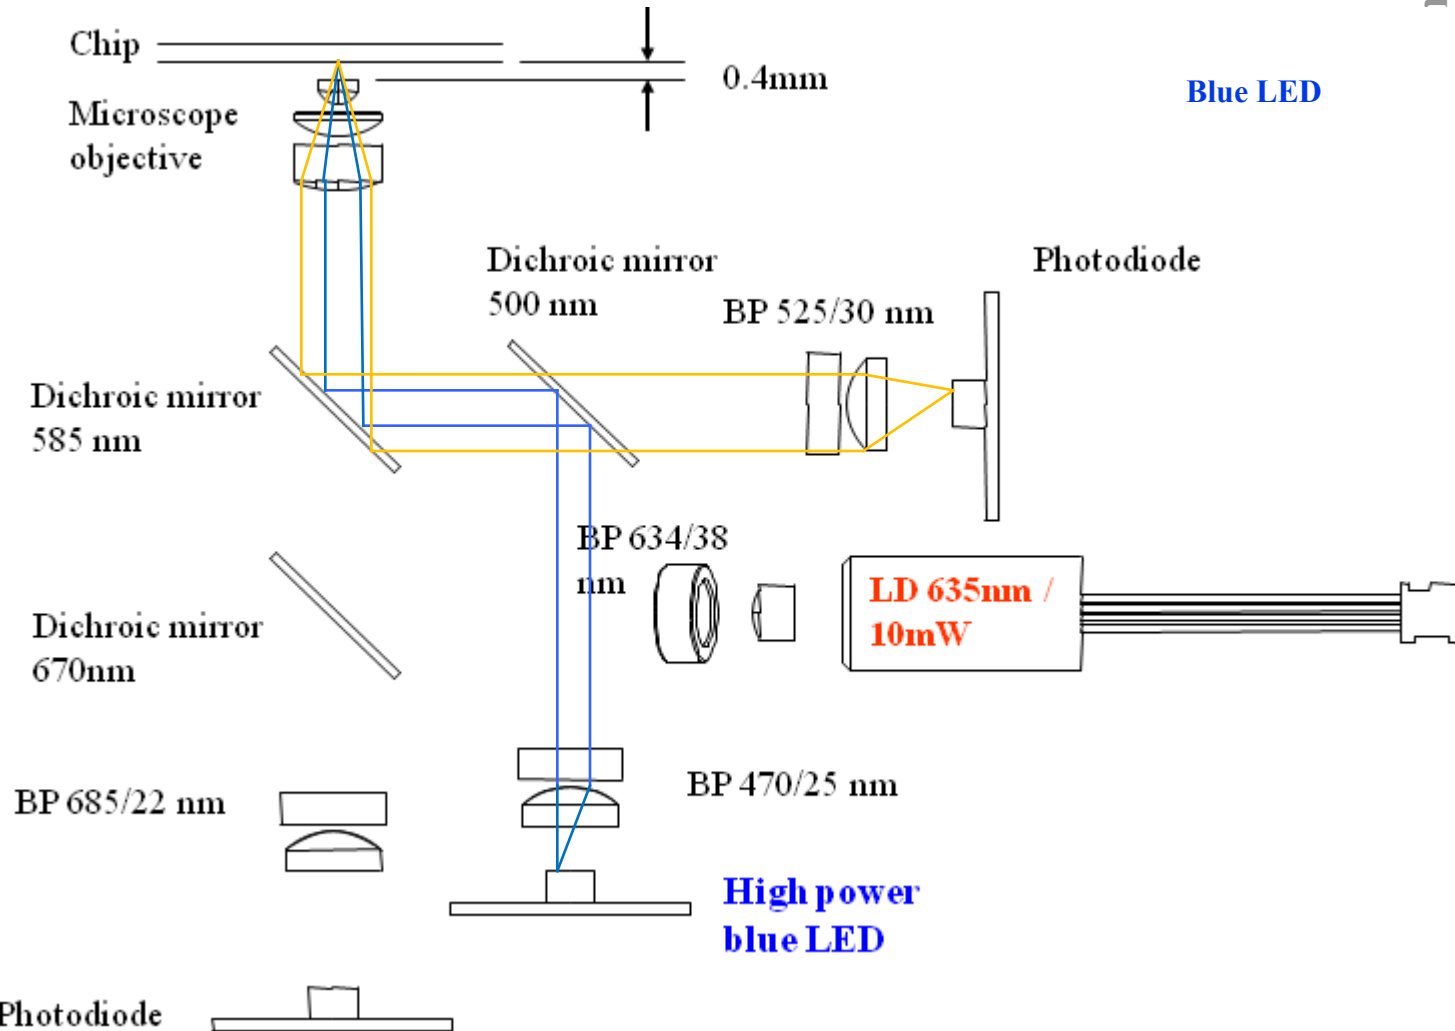 Chip
0.4mm
Blue LED
Microscope
objective
Dichroic mirror
500 nm
Photodiode
BP 525/30 nm
Dichroic mirror
585 nm
BP 634/38
nm
LD 635nm /
10mW
Dichroic mirror
670nm
BP 470/25 nm
BP 685/22 nm
High power
blue LED
Photodiode